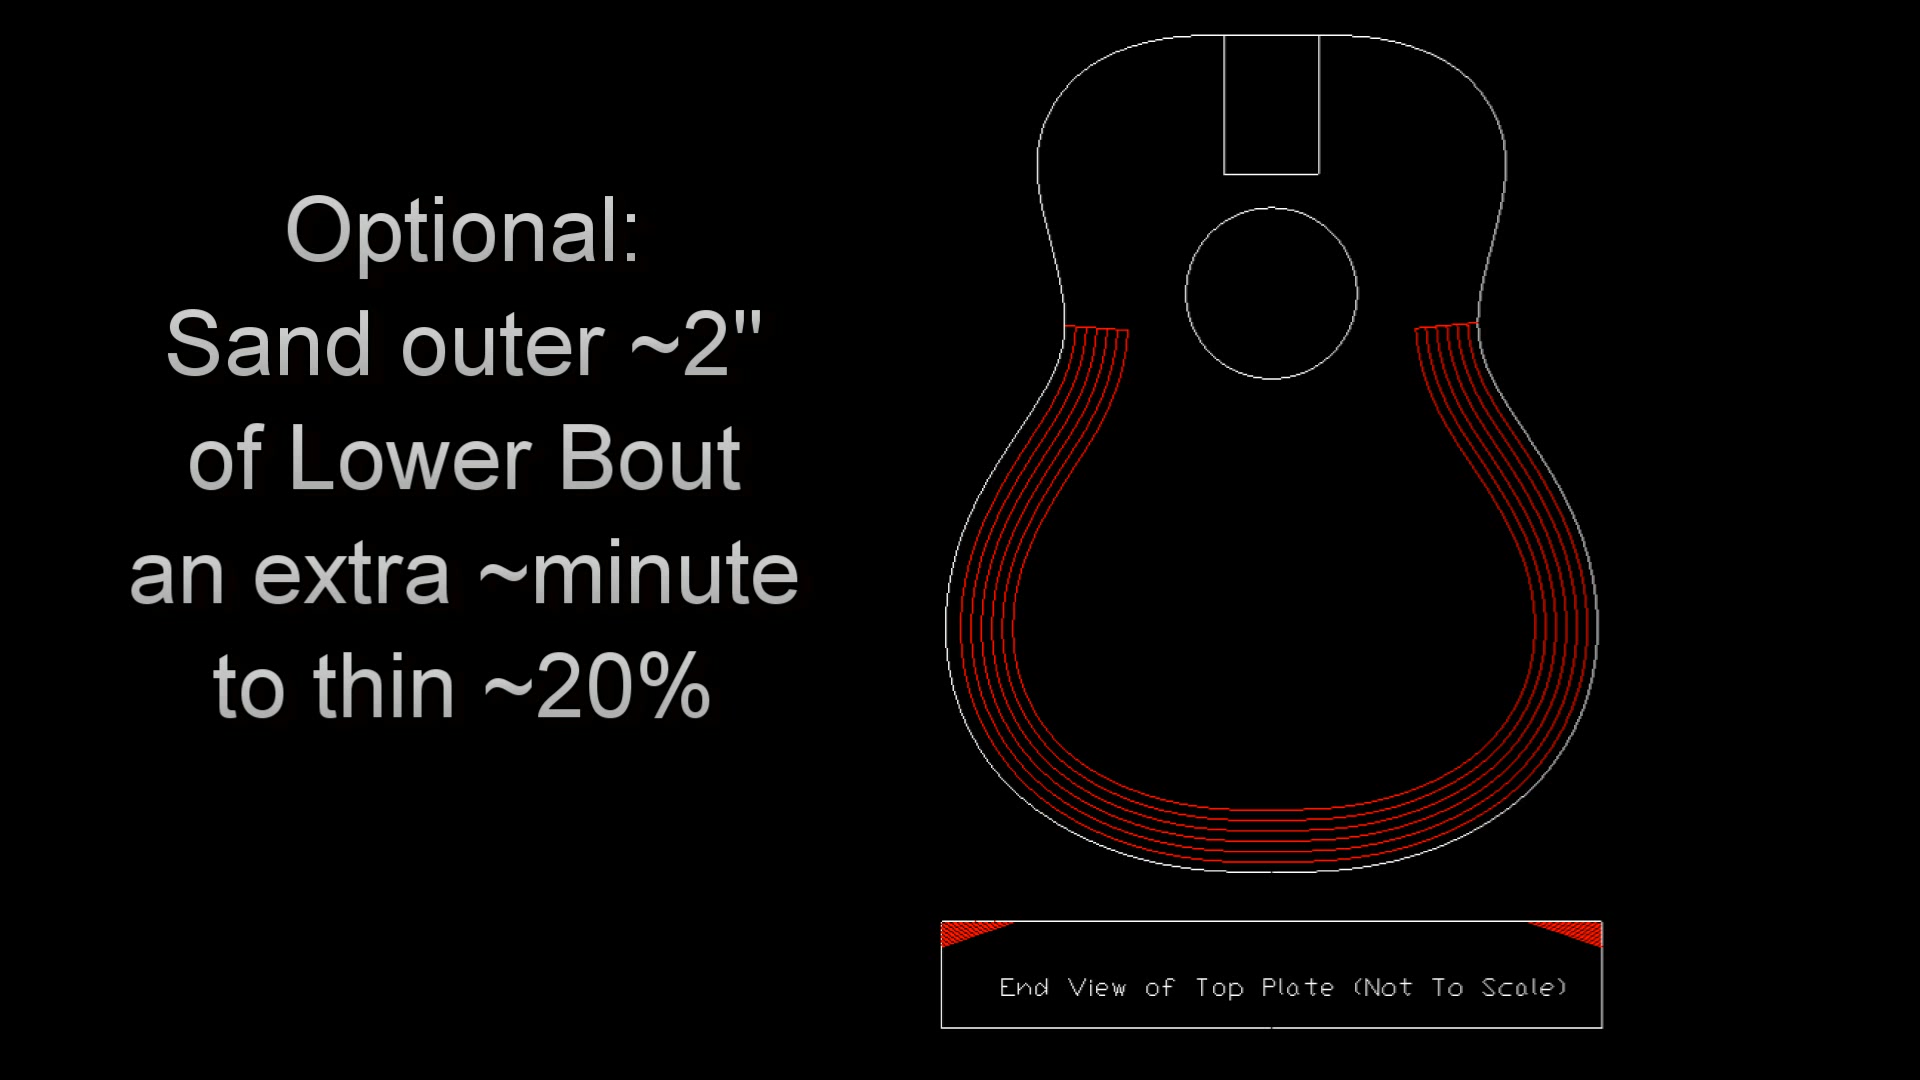 Optional:
Sand outer ~2"
of Lower Bout
an extra ~minute
to thin ~20%
End View of Top Plate (Not To Scale)